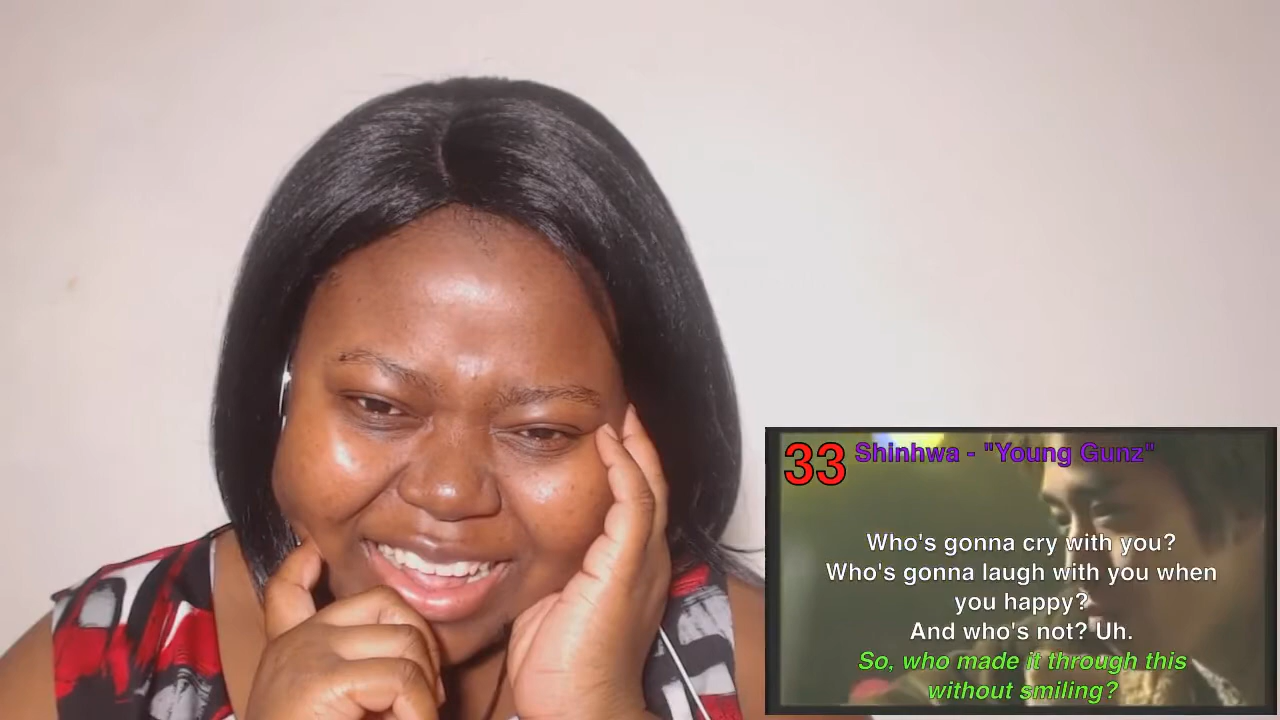 33 Shinhwa - "Young Gunz"
Who's gonna cry with you?
Who's gonna laugh with you when
you happy?
And who's not? Uh.
So, who made it through this
without smiling?